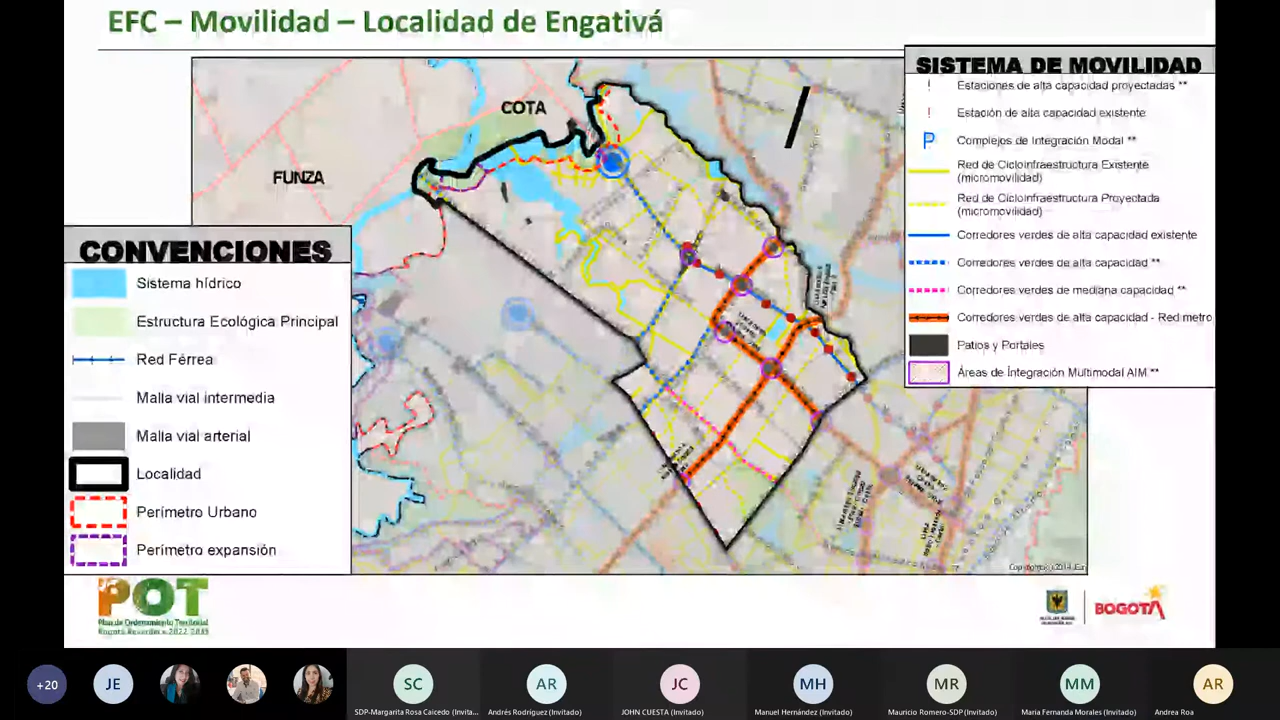 EFC – Movilidad – Localidad de Engativá
SISTEMA DE MOVILIDAD
Estaciones de alta capacidad proyectadas **
Estación de alta capacidad existente
P
Complejos de Integración Modal **
Red de Cicloinfraestructura Existente
(micromovilidad)
Red de Cicloinfraestructura Proyectada
(micromovilidad)
Corredores verdes de alta capacidad existente
Corredores verdes de alta capacidad **
Corredores verdes de mediana capacidad **
Corredores verdes de alta capacidad - Red metro
Patios y Portales
Áreas de Integración Multimodal AIM **
COTA
FUNZA
CONVENCIONES
Sistema hídrico
Estructura Ecológica Principal
Red Férrea
Malla vial intermedia
Malla vial arterial
Localidad
Perímetro Urbano
Perímetro expansión
POT
Plan de Ordenamiento Territorial
BOGOTÁ
+20
JE
SC
AR
JC
MH
MR
MM
AR
SDP-Margarita Rosa Caicedo (Invita...
Andrés Rodríguez (Invitado)
JOHN CUESTA (Invitado)
Manuel Hernández (Invitado)
Mauricio Romero-SDP (Invitado)
Maria Fernanda Morales (Invitado)
Andrea Roa